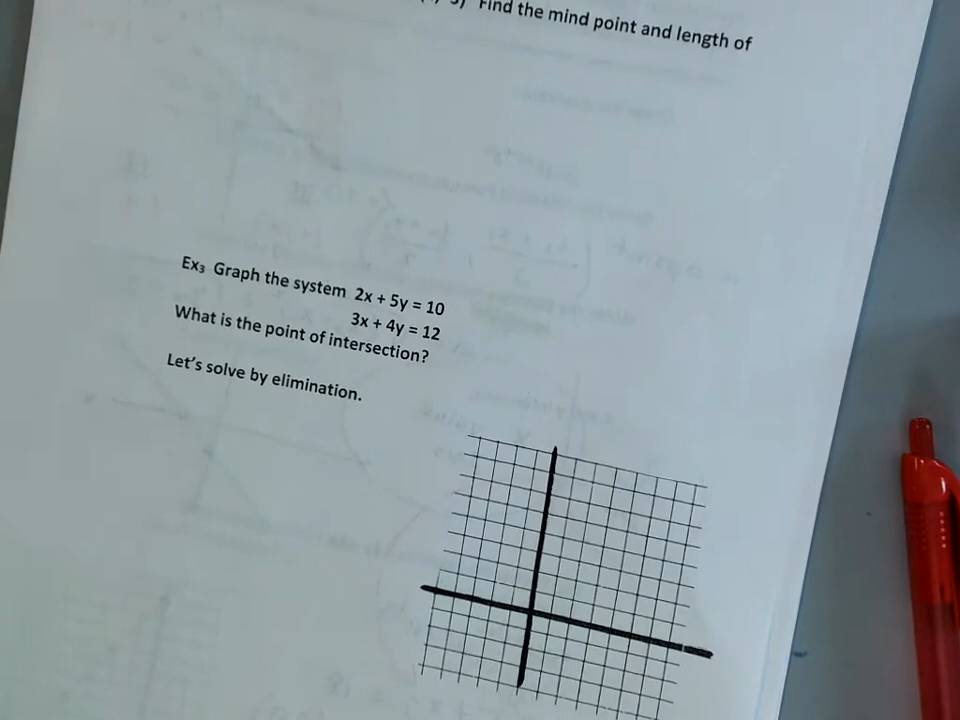 Find the mind point and length of
Ex3 Graph the system 2x + 5y = 10
3x + 4y = 12
What is the point of intersection?
Let's solve by elimination.